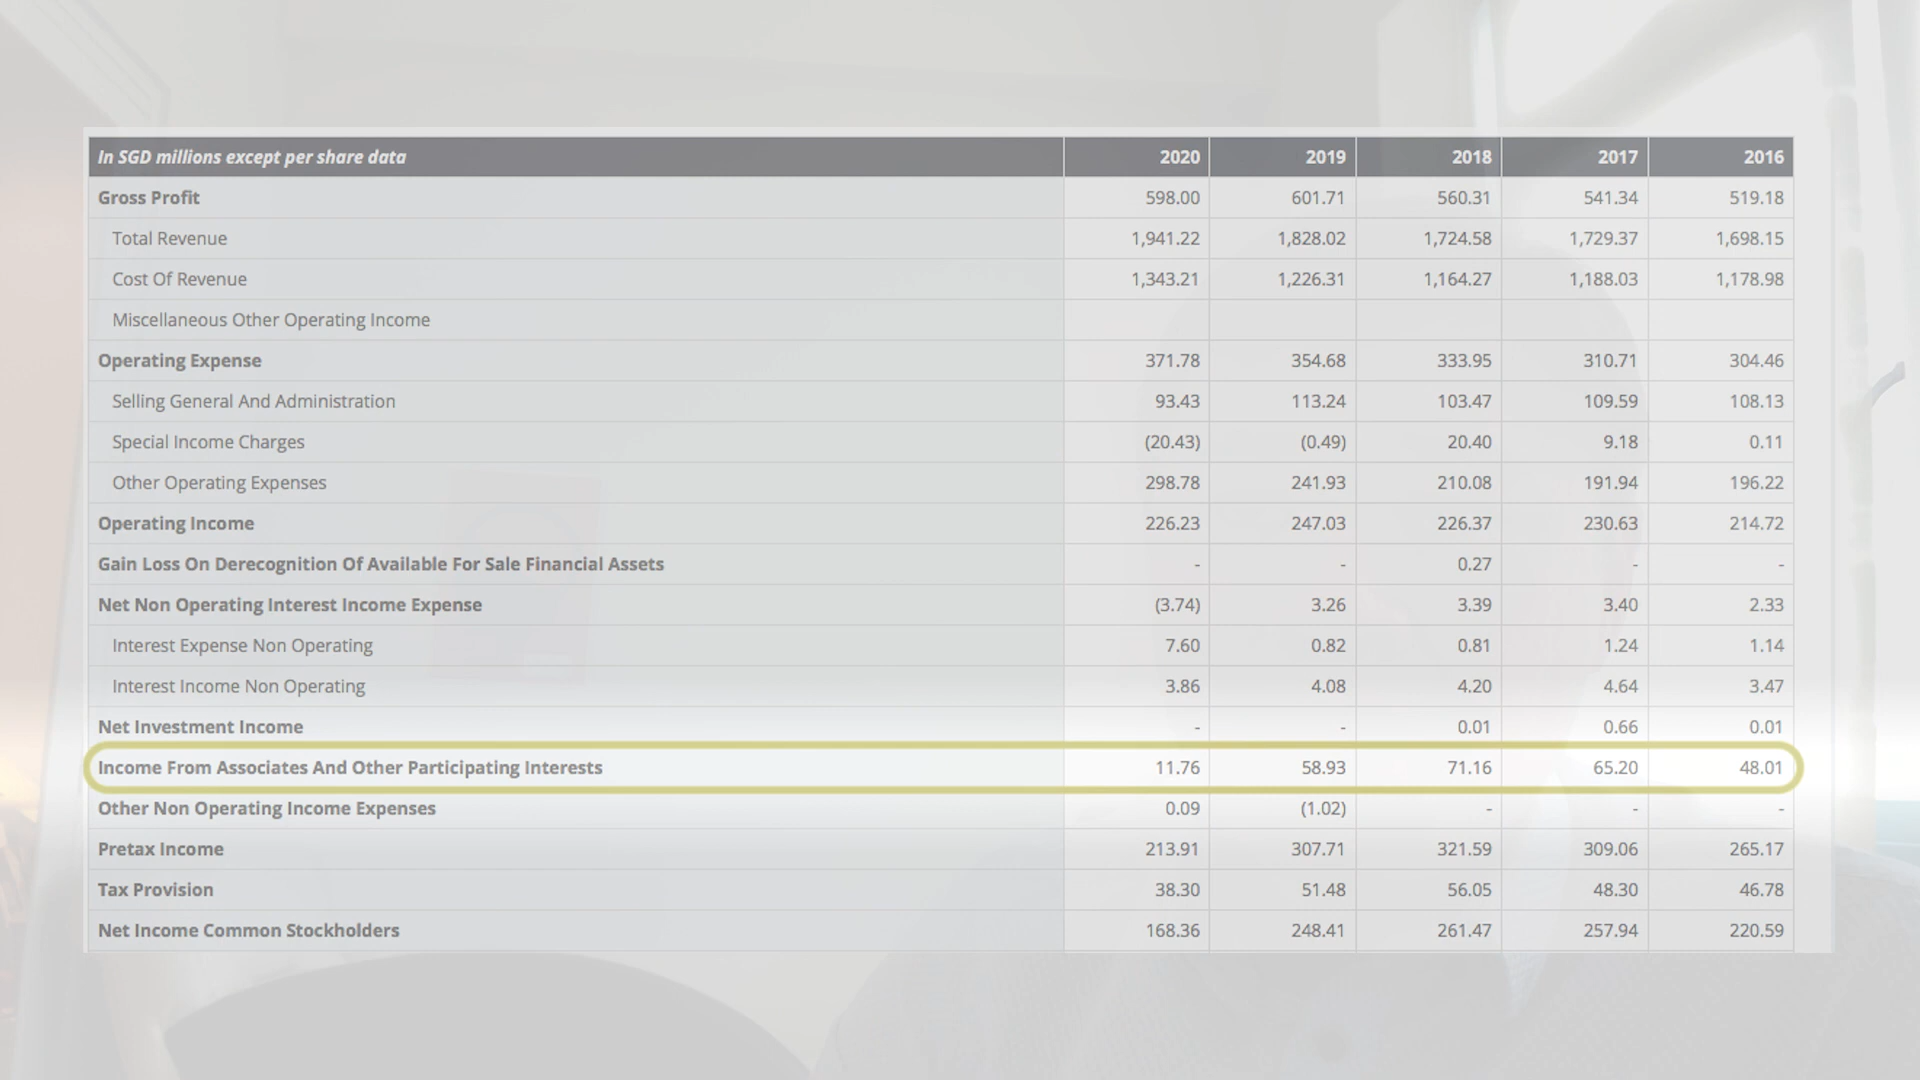 In SGD millions except per share data 2020 2019 2018 2017 2016
Gross Profit 598.00 601.71 560.31 541.34 519.18
Total Revenue 1,941.22 1,828.02 1,724.58 1,729.37 1,698.15
Cost Of Revenue 1,343.21 1,226.31 1,164.27 1,188.03 1,178.98
Miscellaneous Other Operating Income
Operating Expense 371.78 354.68 333.95 310.71 304.46
Selling General And Administration 93.43 113.24 103.47 109.59 108.13
Special Income Charges (20.43) (0.49) 20.40 9.18 0.11
Other Operating Expenses 298.78 241.93 210.08 191.94 196.22
Operating Income 226.23 247.03 226.37 230.63 214.72
Gain Loss On Derecognition Of Available For Sale Financial Assets - - 0.27 - -
Net Non Operating Interest Income Expense (3.74) 3.26 3.39 3.40 2.33
Interest Expense Non Operating 7.60 0.82 0.81 1.24 1.14
Interest Income Non Operating 3.86 4.08 4.20 4.64 3.47
Net Investment Income - - 0.01 0.66 0.01
Income From Associates And Other Participating Interests 11.76 58.93 71.16 65.20 48.01
Other Non Operating Income Expenses 0.09 (1.02) - - -
Pretax Income 213.91 307.71 321.59 309.06 265.17
Tax Provision 38.30 51.48 56.05 48.30 46.78
Net Income Common Stockholders 168.36 248.41 261.47 257.94 220.59